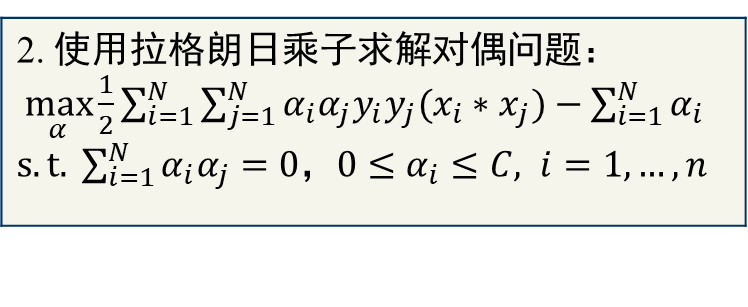 2. 使用拉格朗日乘子求解对偶问题：
max_α 1/2 ∑_{i=1}^N ∑_{j=1}^N α_i α_j y_i y_j (x_i * x_j) − ∑_{i=1}^N α_i
s.t. ∑_{i=1}^N α_i α_j = 0， 0 ≤ α_i ≤ C, i = 1, … , n